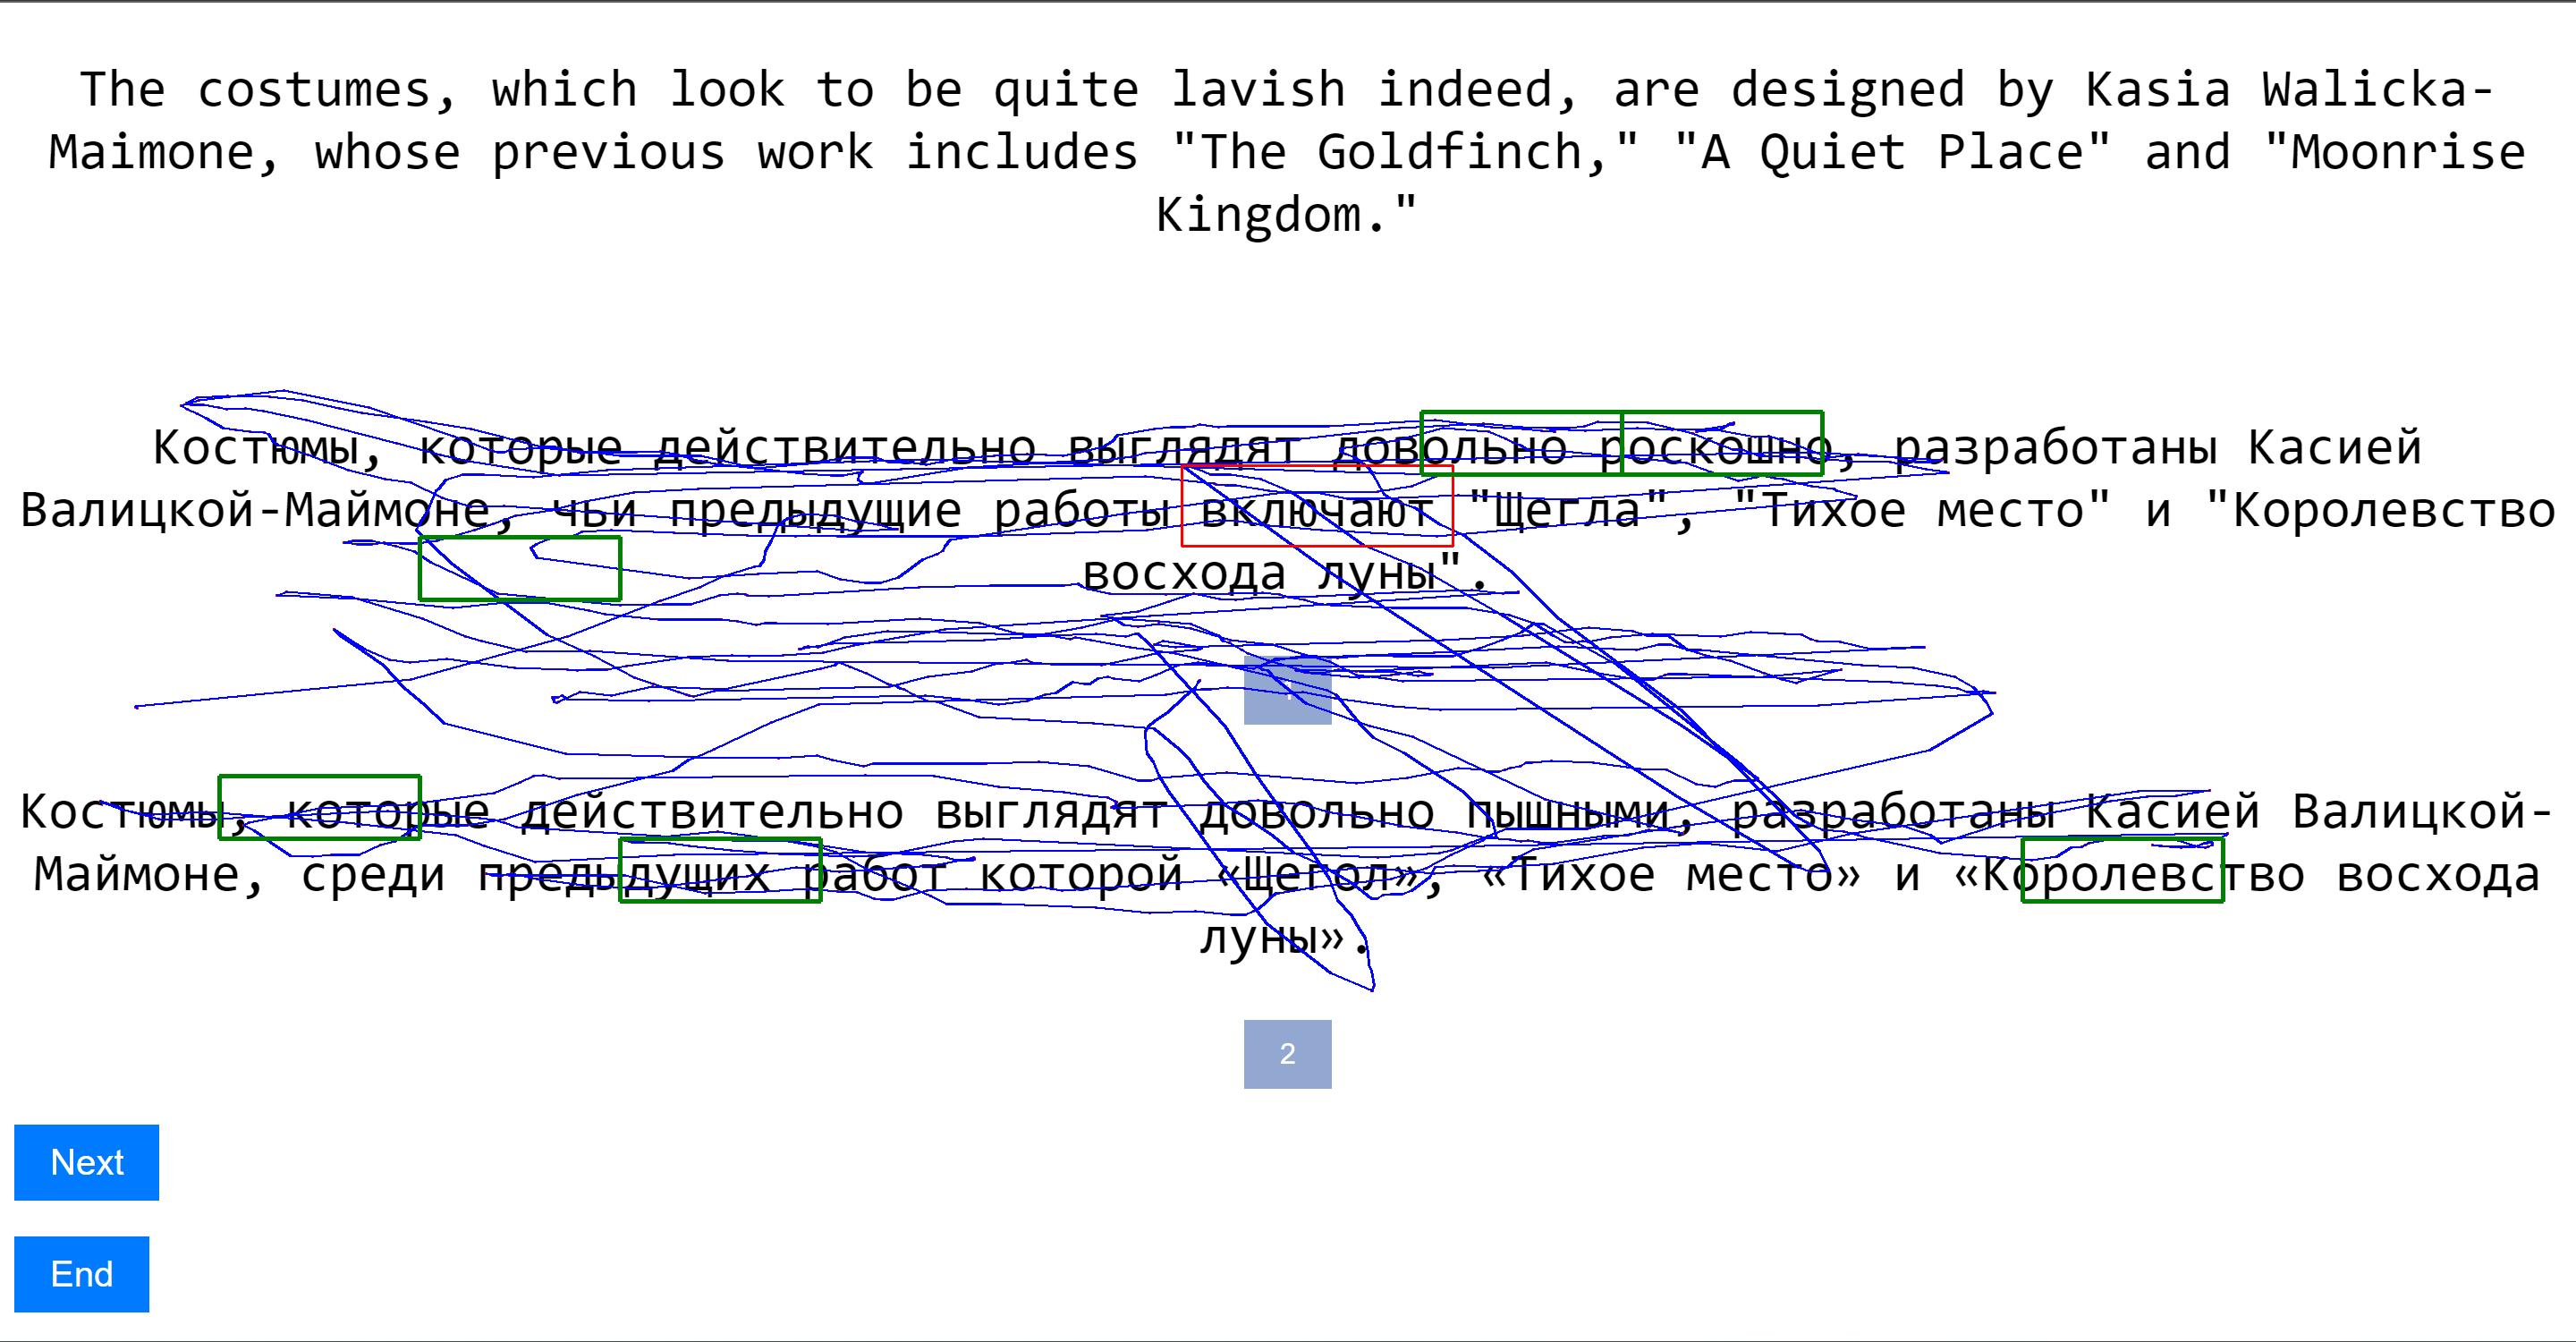 The costumes, which look to be quite lavish indeed, are designed by Kasia Walicka-
Maimone, whose previous work includes "The Goldfinch," "A Quiet Place" and "Moonrise
Kingdom."
Костюмы, которые действительно выглядят довольно роскошно, разработаны Касией
Валицкой-Маймоне, чьи предыдущие работы включают "Щегла", "Тихое место" и "Королевство
восхода луны".
Костюмы, которые действительно выглядят довольно пышными, разработаны Касией Валицкой-
Маймоне, среди предыдущих работ которой «Щегол», «Тихое место» и «Королевство восхода
луны».
2
Next
End